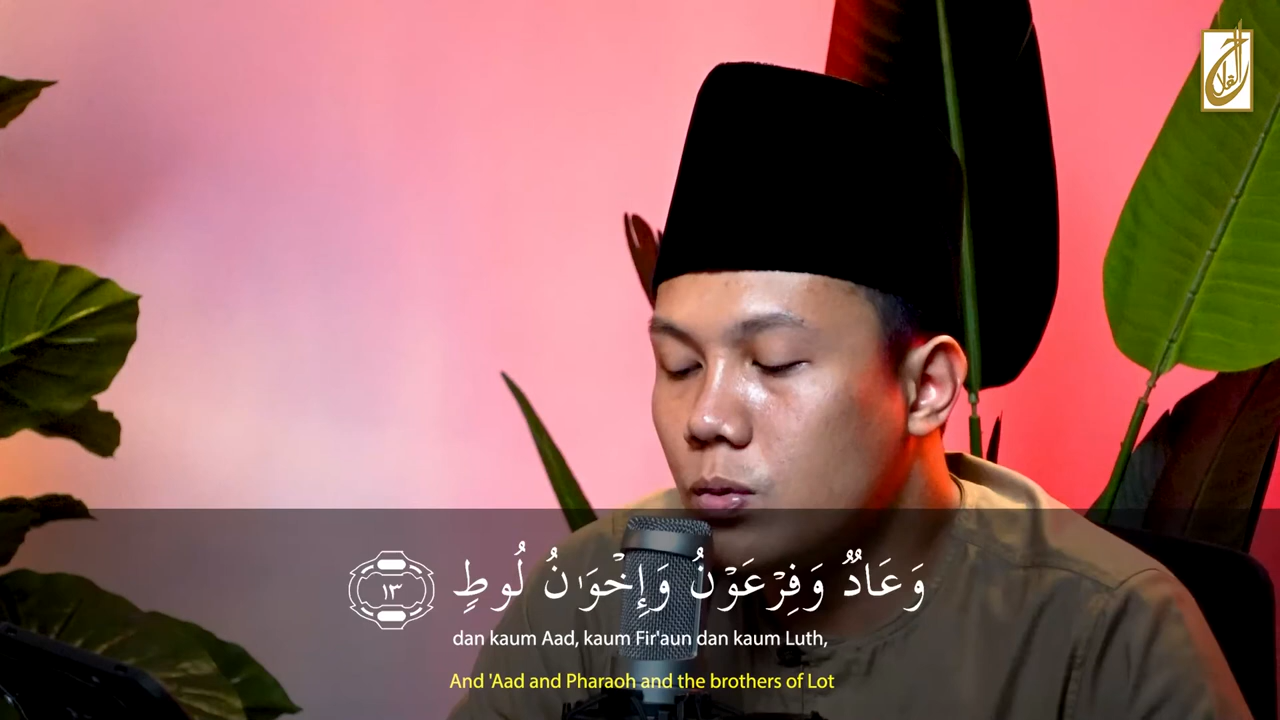 وَعَادٌ وَفِرْعَوْنُ وَإِخْوَٰنُ لُوطٍ ١٣
dan kaum Aad, kaum Fir'aun dan kaum Luth,
And 'Aad and Pharaoh and the brothers of Lot